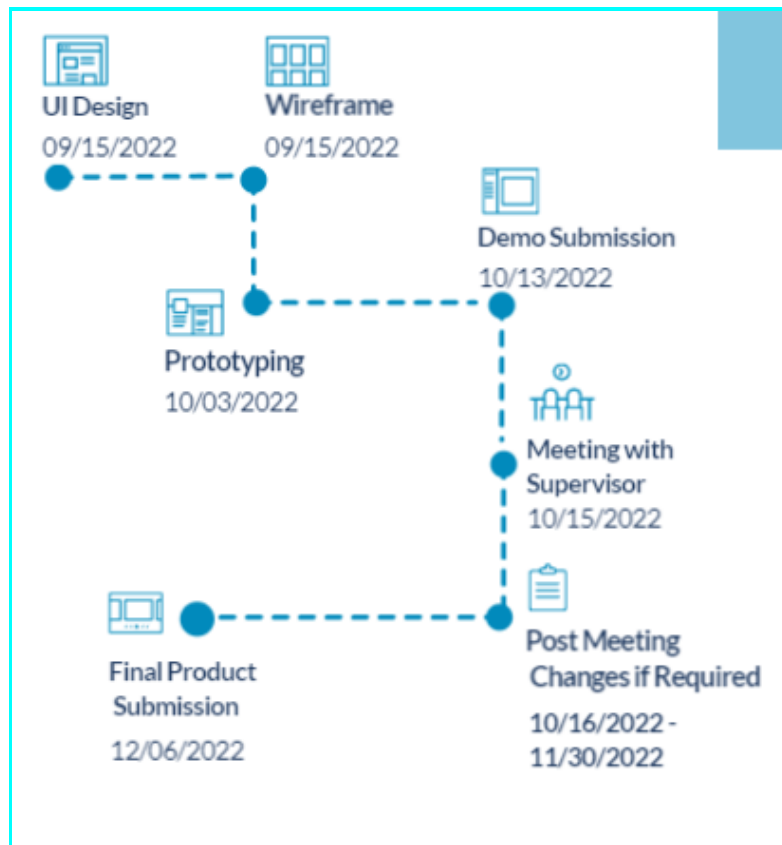 UI Design
09/15/2022
Wireframe
09/15/2022
Demo Submission
10/13/2022
Prototyping
10/03/2022
Meeting with
Supervisor
10/15/2022
Post Meeting
Changes if Required
10/16/2022 -
11/30/2022
Final Product
Submission
12/06/2022